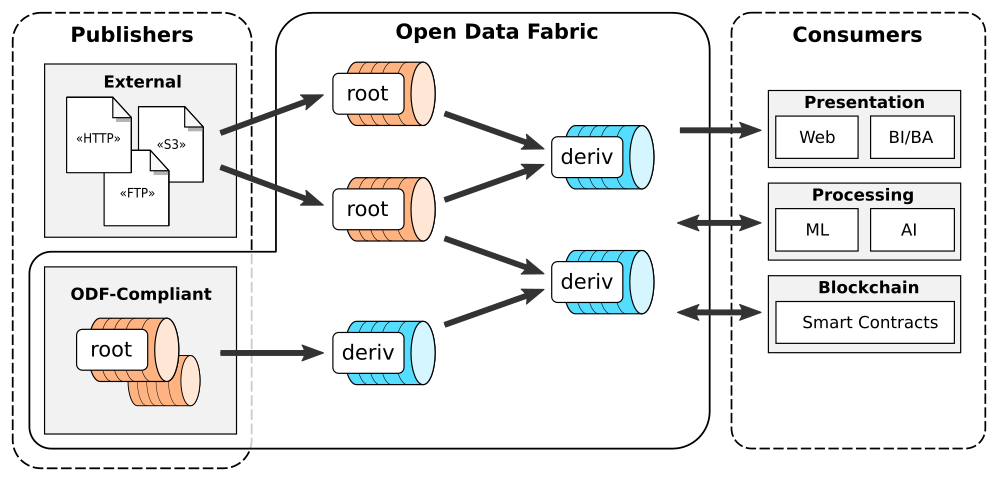 Publishers
External
«HTTP»
«S3»
«FTP»
ODF-Compliant
root
Open Data Fabric
root
root
deriv
deriv
deriv
Consumers
Presentation
Web
BI/BA
Processing
ML
AI
Blockchain
Smart Contracts